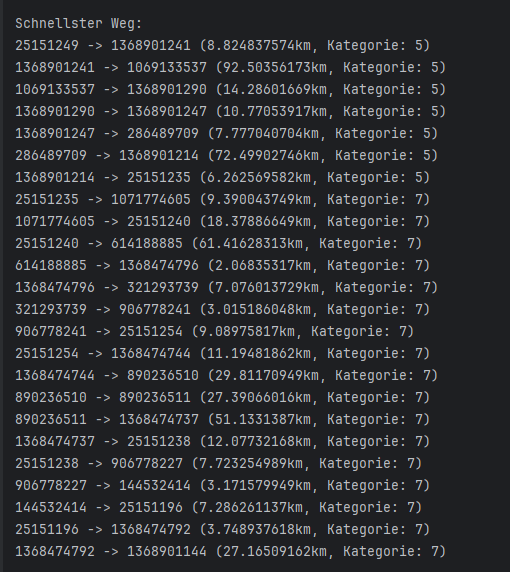 Schnellster Weg:
25151249 -> 1368901241 (8.824837574km, Kategorie: 5)
1368901241 -> 1069133537 (92.50356173km, Kategorie: 5)
1069133537 -> 1368901290 (14.28601669km, Kategorie: 5)
1368901290 -> 1368901247 (10.77053917km, Kategorie: 5)
1368901247 -> 286489709 (7.777040704km, Kategorie: 5)
286489709 -> 1368901214 (72.49902746km, Kategorie: 5)
1368901214 -> 25151235 (6.262569582km, Kategorie: 5)
25151235 -> 1071774605 (9.390043749km, Kategorie: 7)
1071774605 -> 25151240 (18.37886649km, Kategorie: 7)
25151240 -> 614188885 (61.41628313km, Kategorie: 7)
614188885 -> 1368474796 (2.06835317km, Kategorie: 7)
1368474796 -> 321293739 (7.076013729km, Kategorie: 7)
321293739 -> 906778241 (3.015186048km, Kategorie: 7)
906778241 -> 25151254 (9.08975817km, Kategorie: 7)
25151254 -> 1368474744 (11.19481862km, Kategorie: 7)
1368474744 -> 890236510 (29.81170949km, Kategorie: 7)
890236510 -> 890236511 (27.39066016km, Kategorie: 7)
890236511 -> 1368474737 (51.1331387km, Kategorie: 7)
1368474737 -> 25151238 (12.07732168km, Kategorie: 7)
25151238 -> 906778227 (7.723254989km, Kategorie: 7)
906778227 -> 144532414 (3.171579949km, Kategorie: 7)
144532414 -> 25151196 (7.286261137km, Kategorie: 7)
25151196 -> 1368474792 (3.748937618km, Kategorie: 7)
1368474792 -> 1368901144 (27.16509162km, Kategorie: 7)